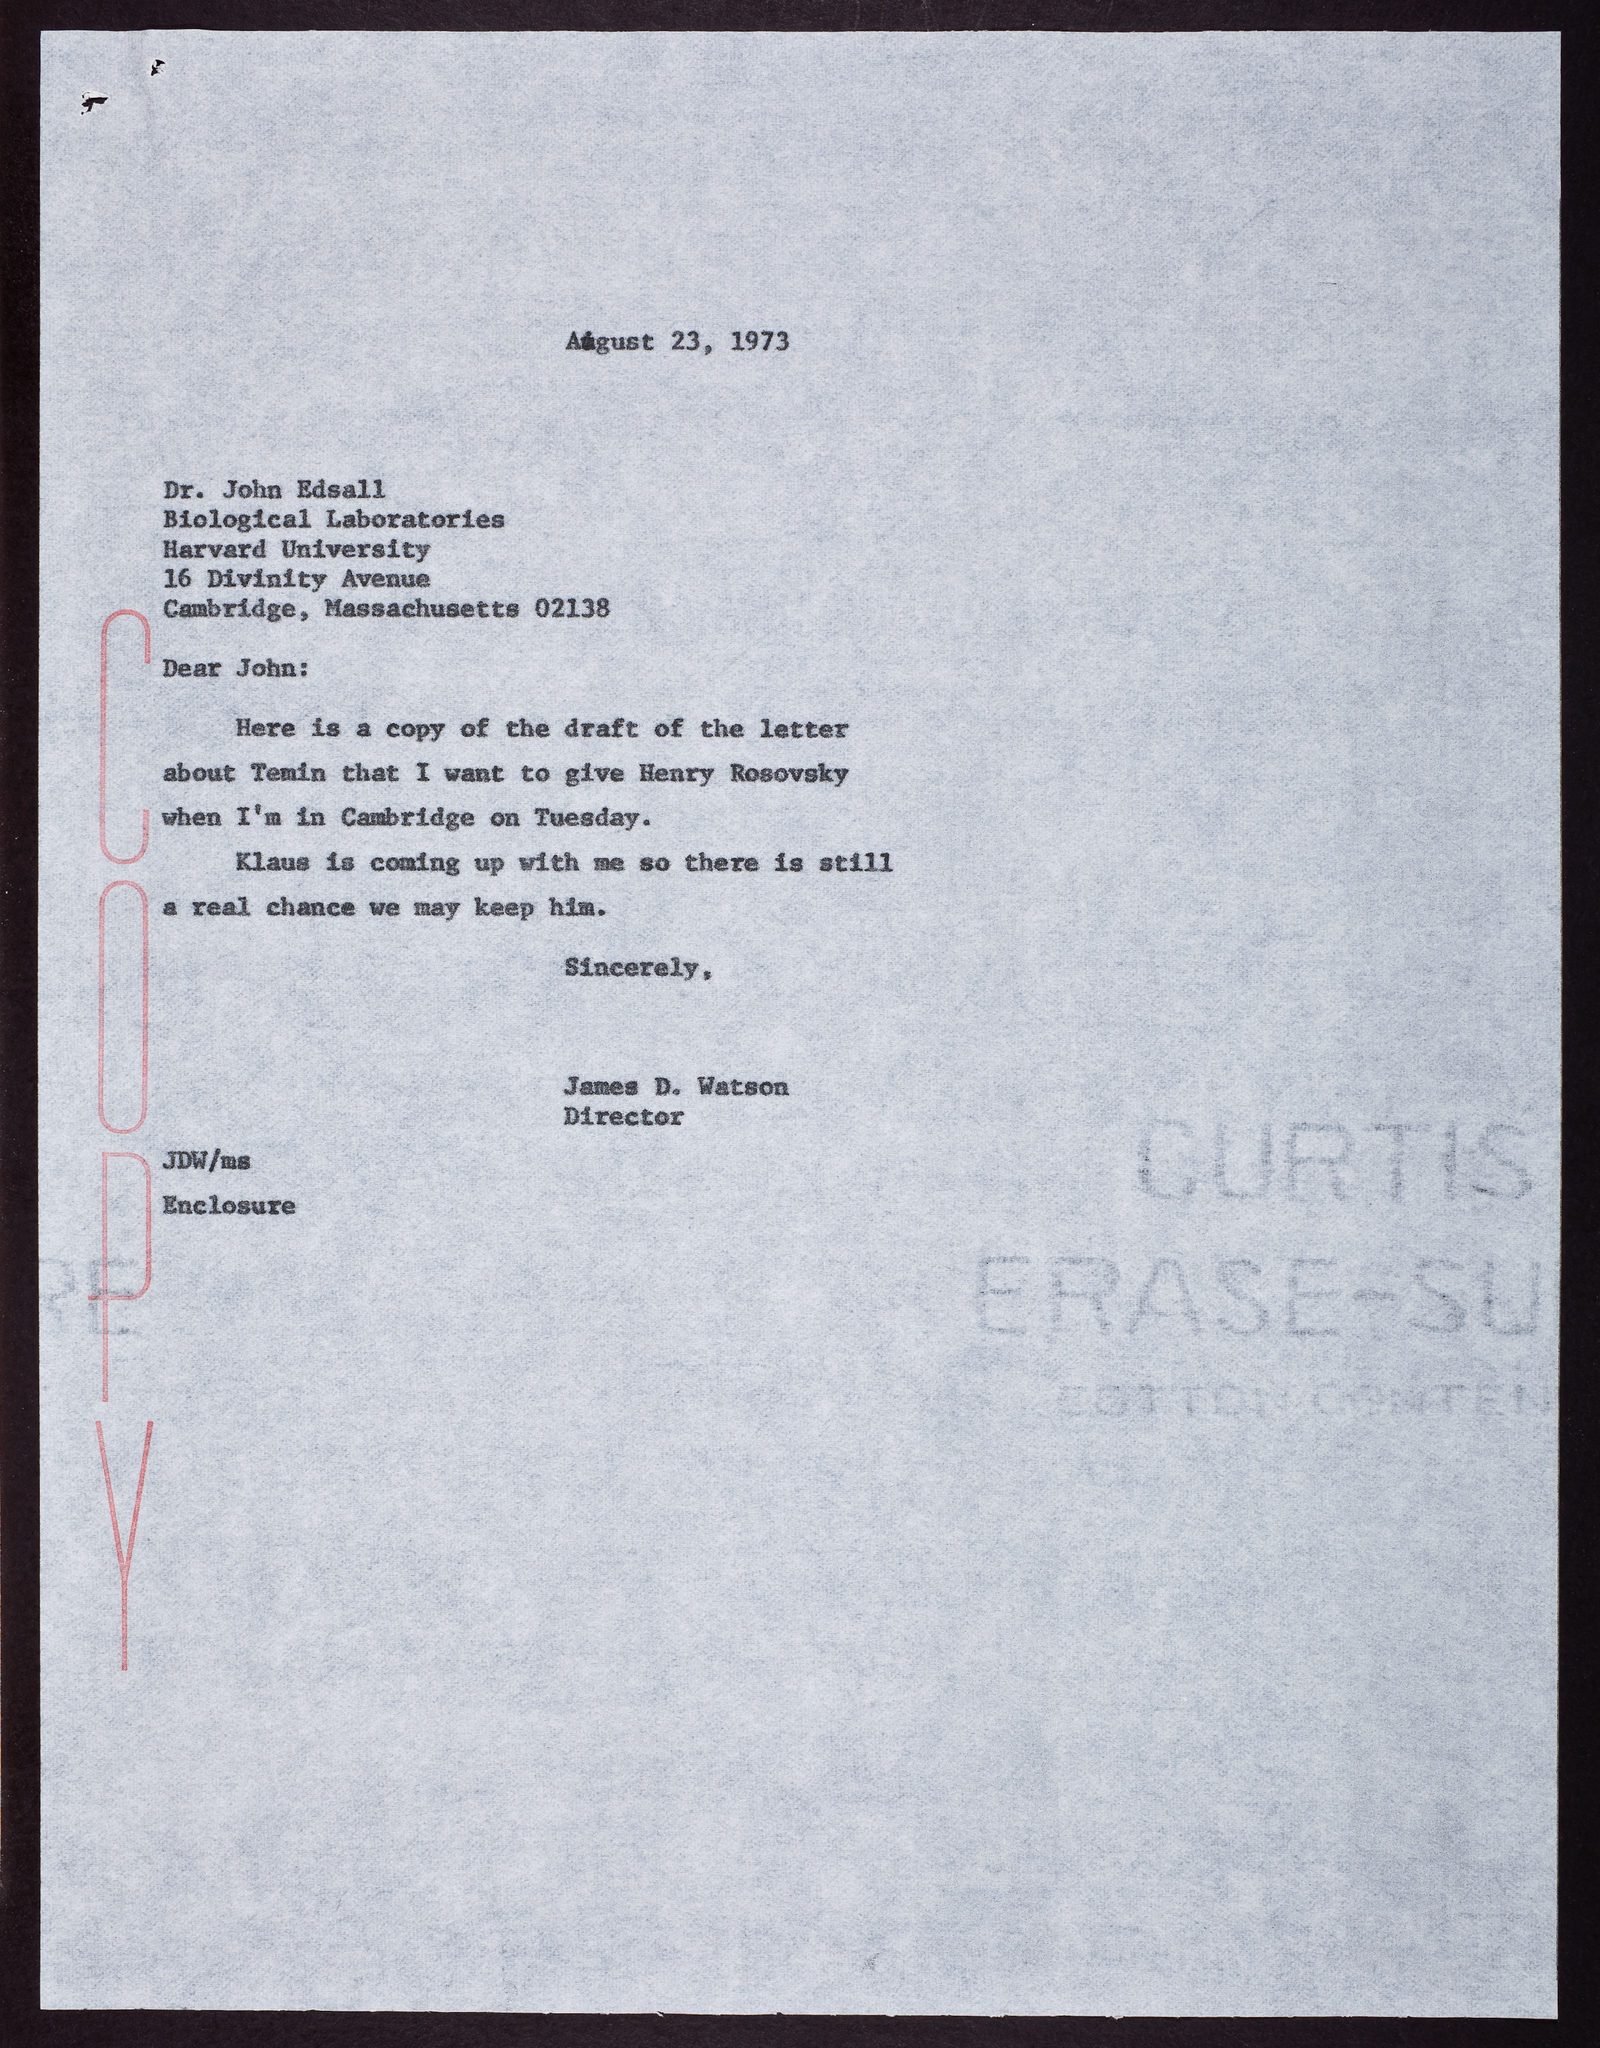 August 23, 1973
Dr. John Edsall
Biological Laboratories
Harvard University
16 Divinity Avenue
Cambridge, Massachusetts 02138
Dear John:
Here is a copy of the draft of the letter
about Temin that I want to give Henry Rosovsky
when I'm in Cambridge on Tuesday.
Klaus is coming up with me so there is still
a real chance we may keep him.
Sincerely,
James D. Watson
Director
JDW/ms
Enclosure
COPY
CURTIS
ERASE-SU
COTTON CONTEN
RE